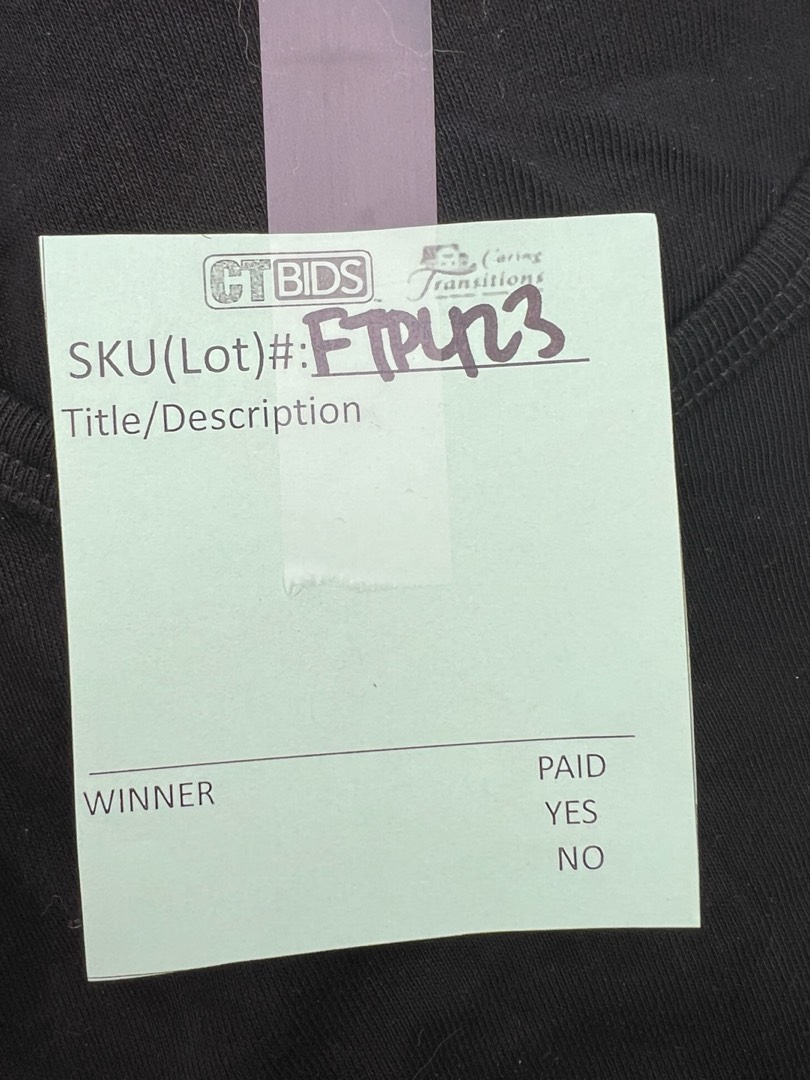 CTBIDS
Caring
Transitions
SKU(Lot)#: FTP423
Title/Description
WINNER
PAID
YES
NO